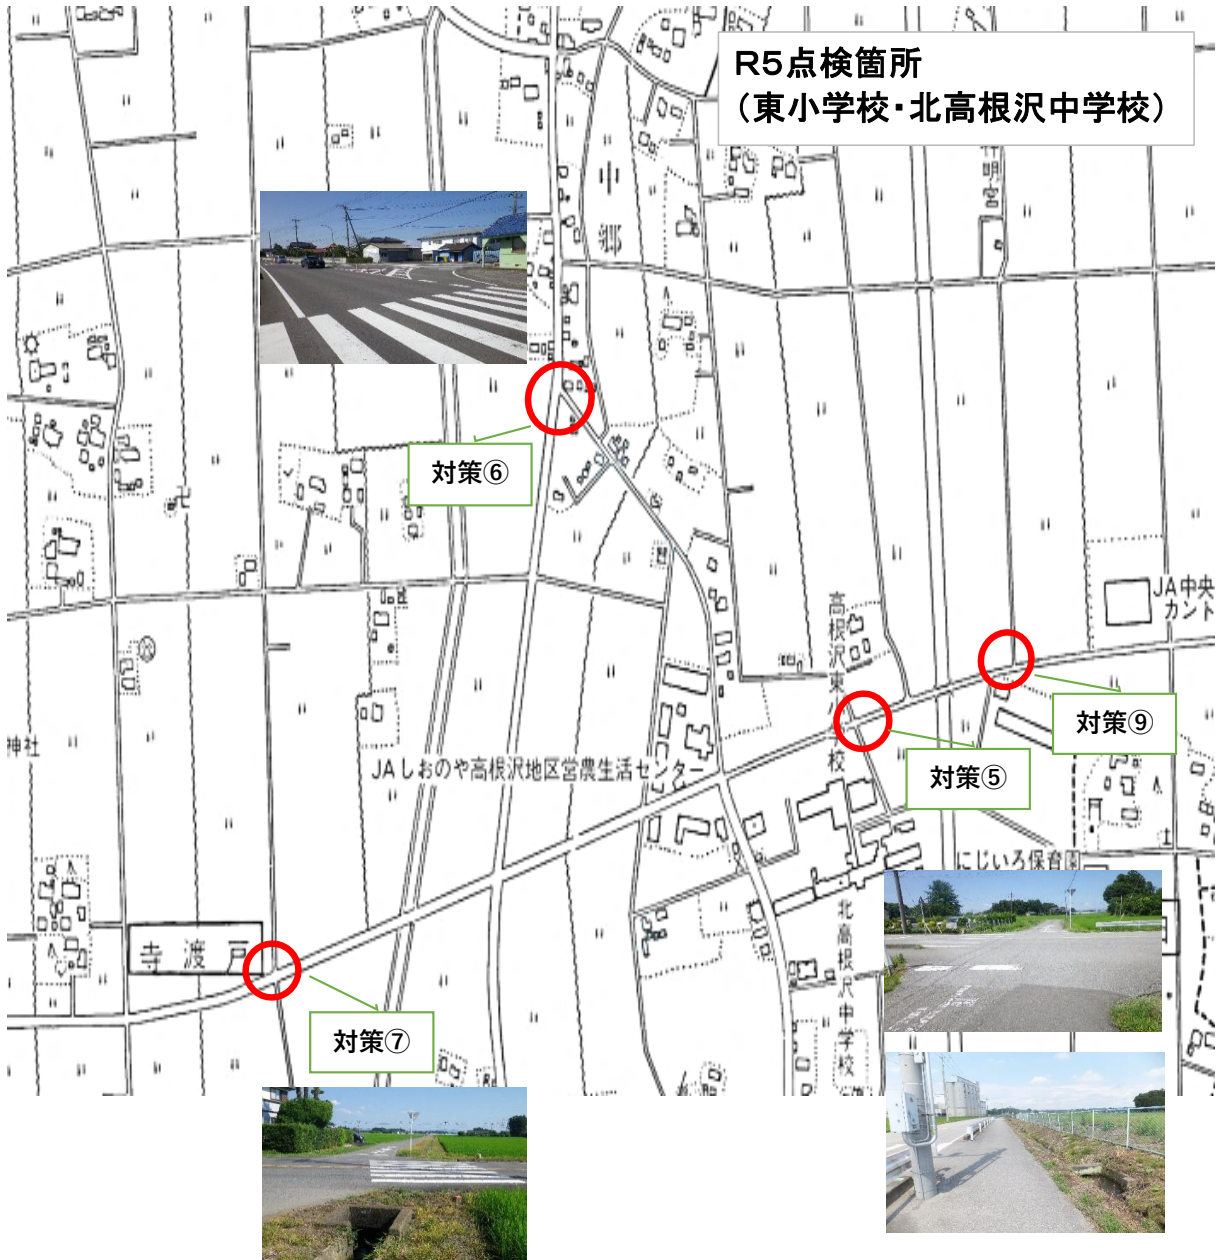 R5点検箇所
（東小学校・北高根沢中学校）
神明宮
中郷
対策⑥
高根沢東小学校
JA中央
カント
対策⑨
対策⑤
神社
JAしおのや高根沢地区営農生活センター
にじいろ保育園
寺渡戸
北高根沢中学校
対策⑦